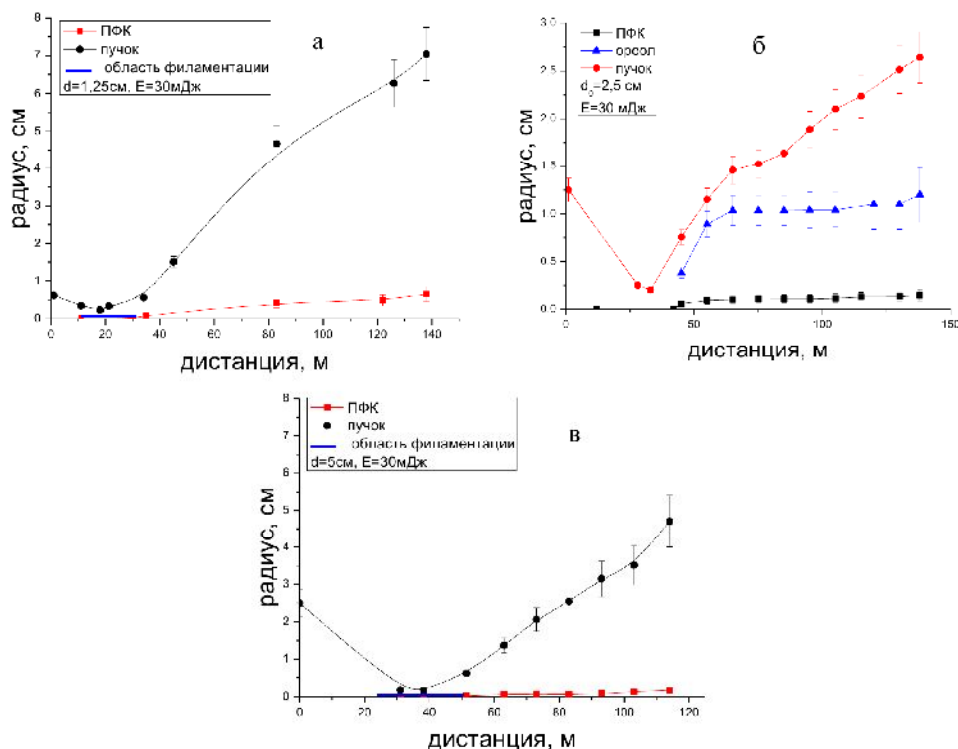 а
ПФК
пучок
область филаментации
d=1,25см, E=30мДж
радиус, см
8
7
6
5
4
3
2
1
0
0 20 40 60 80 100 120 140
дистанция, м
б
ПФК
ореол
пучок
d₀=2,5 см
E=30 мДж
радиус, см
3.0
2.5
2.0
1.5
1.0
0.5
0.0
0 50 100 150
дистанция, м
в
ПФК
пучок
область филаментации
d=5см, E=30мДж
радиус, см
8
7
6
5
4
3
2
1
0
0 20 40 60 80 100 120
дистанция, м